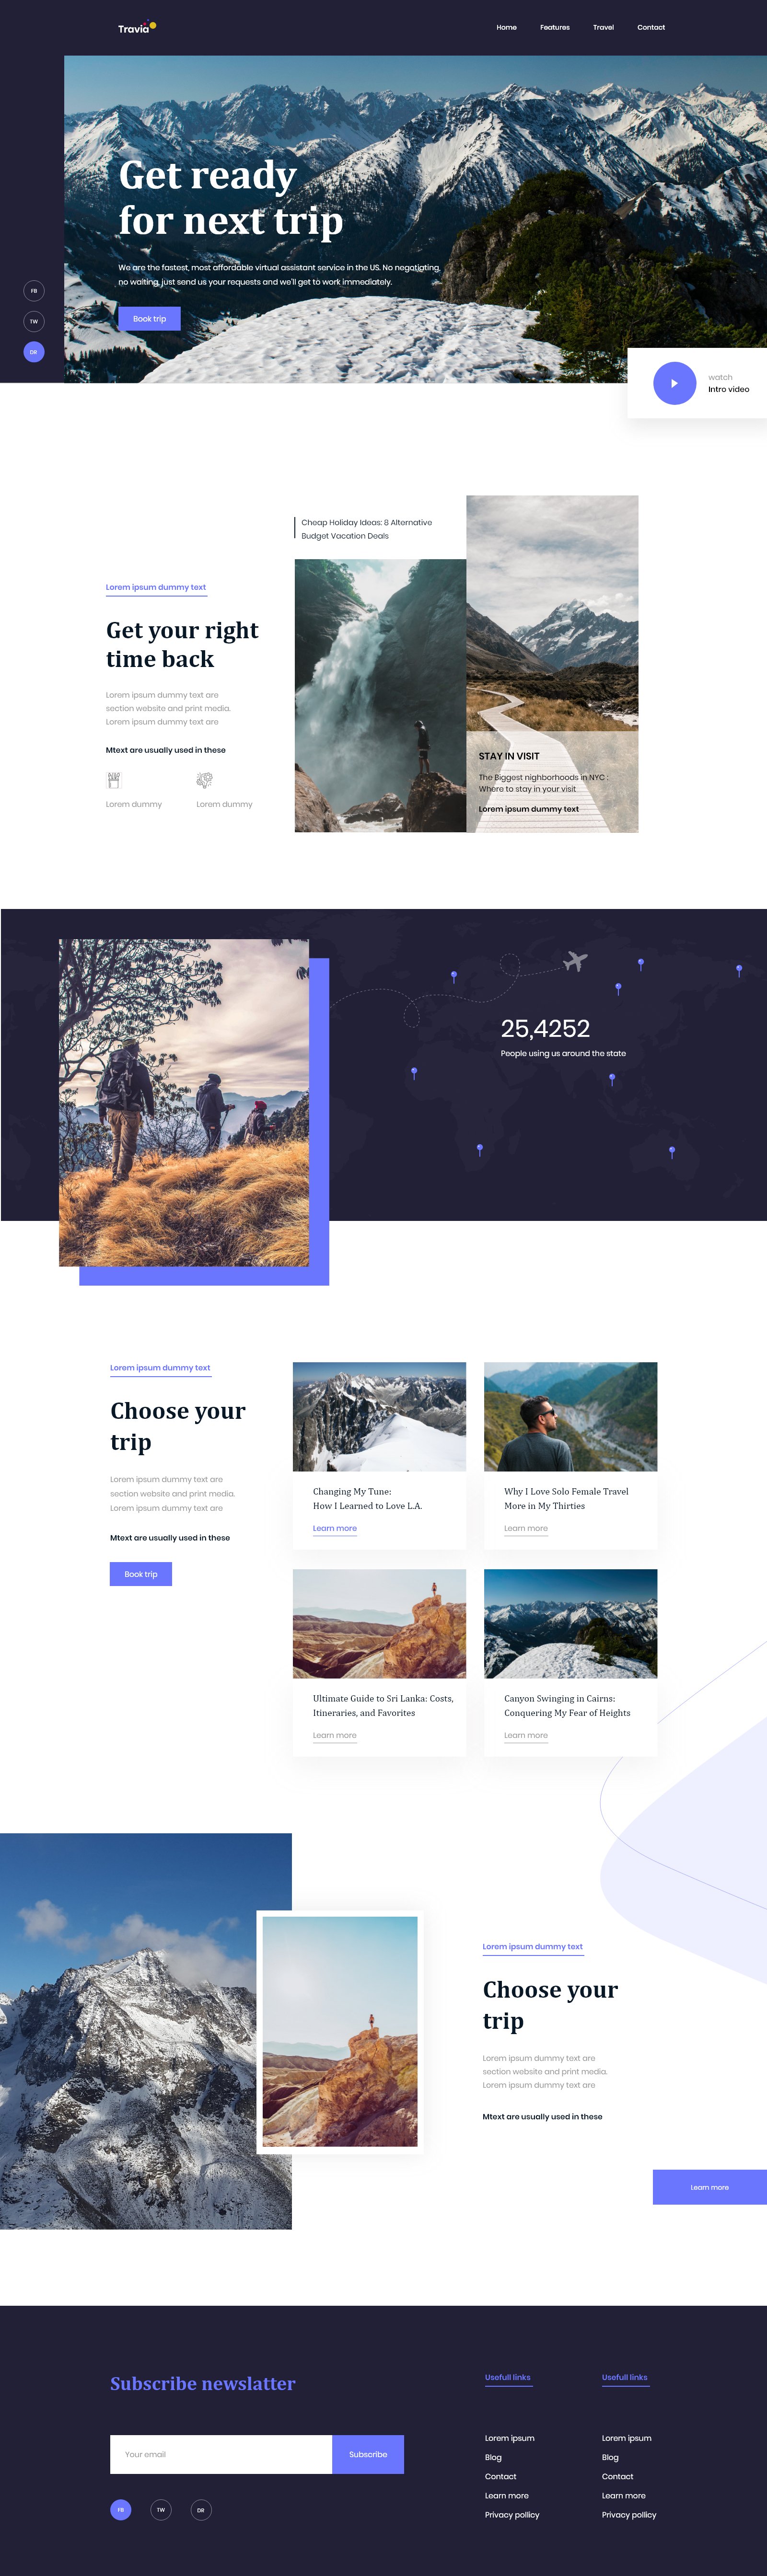 Travia
Home
Features
Travel
Contact
Get ready
for next trip
We are the fastest, most affordable virtual assistant service in the US. No negotiating,
no waiting, just send us your requests and we'll get to work immediately.
Book trip
FB
TW
DR
watch
Intro video
Cheap Holiday Ideas: 8 Alternative
Budget Vacation Deals
Lorem ipsum dummy text
Get your right
time back
Lorem ipsum dummy text are
section website and print media.
Lorem ipsum dummy text are
Mtext are usually used in these
Lorem dummy
Lorem dummy
STAY IN VISIT
The Biggest nighborhoods in NYC :
Where to stay in your visit
Lorem ipsum dummy text
25,4252
People using us around the state
Lorem ipsum dummy text
Choose your
trip
Lorem ipsum dummy text are
section website and print media.
Lorem ipsum dummy text are
Mtext are usually used in these
Book trip
Changing My Tune:
How I Learned to Love L.A.
Learn more
Why I Love Solo Female Travel
More in My Thirties
Learn more
Ultimate Guide to Sri Lanka: Costs,
Itineraries, and Favorites
Learn more
Canyon Swinging in Cairns:
Conquering My Fear of Heights
Learn more
Lorem ipsum dummy text
Choose your
trip
Lorem ipsum dummy text are
section website and print media.
Lorem ipsum dummy text are
Mtext are usually used in these
Learn more
Subscribe newslatter
Your email
Subscribe
FB
TW
DR
Usefull links
Lorem ipsum
Blog
Contact
Learn more
Privacy pollicy
Usefull links
Lorem ipsum
Blog
Contact
Learn more
Privacy pollicy